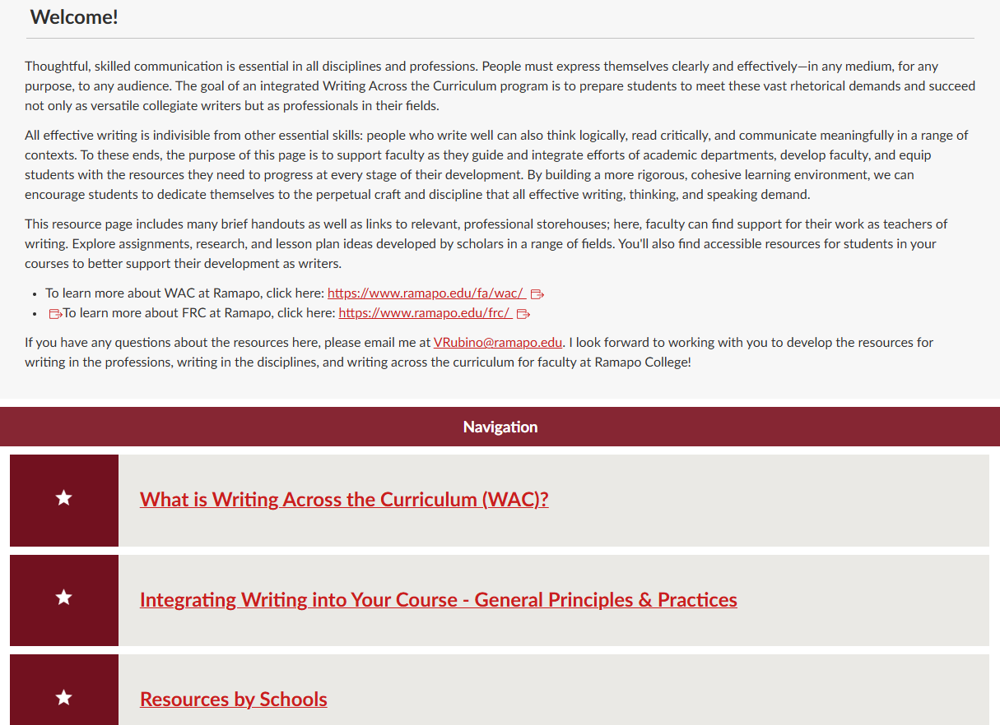 Welcome!
Thoughtful, skilled communication is essential in all disciplines and professions. People must express themselves clearly and effectively—in any medium, for any
purpose, to any audience. The goal of an integrated Writing Across the Curriculum program is to prepare students to meet these vast rhetorical demands and succeed
not only as versatile collegiate writers but as professionals in their fields.
All effective writing is indivisible from other essential skills: people who write well can also think logically, read critically, and communicate meaningfully in a range of
contexts. To these ends, the purpose of this page is to support faculty as they guide and integrate efforts of academic departments, develop faculty, and equip
students with the resources they need to progress at every stage of their development. By building a more rigorous, cohesive learning environment, we can
encourage students to dedicate themselves to the perpetual craft and discipline that all effective writing, thinking, and speaking demand.
This resource page includes many brief handouts as well as links to relevant, professional storehouses; here, faculty can find support for their work as teachers of
writing. Explore assignments, research, and lesson plan ideas developed by scholars in a range of fields. You'll also find accessible resources for students in your
courses to better support their development as writers.
• To learn more about WAC at Ramapo, click here: https://www.ramapo.edu/fa/wac/
• To learn more about FRC at Ramapo, click here: https://www.ramapo.edu/frc/
If you have any questions about the resources here, please email me at VRubino@ramapo.edu. I look forward to working with you to develop the resources for
writing in the professions, writing in the disciplines, and writing across the curriculum for faculty at Ramapo College!
Navigation
What is Writing Across the Curriculum (WAC)?
Integrating Writing into Your Course - General Principles & Practices
Resources by Schools